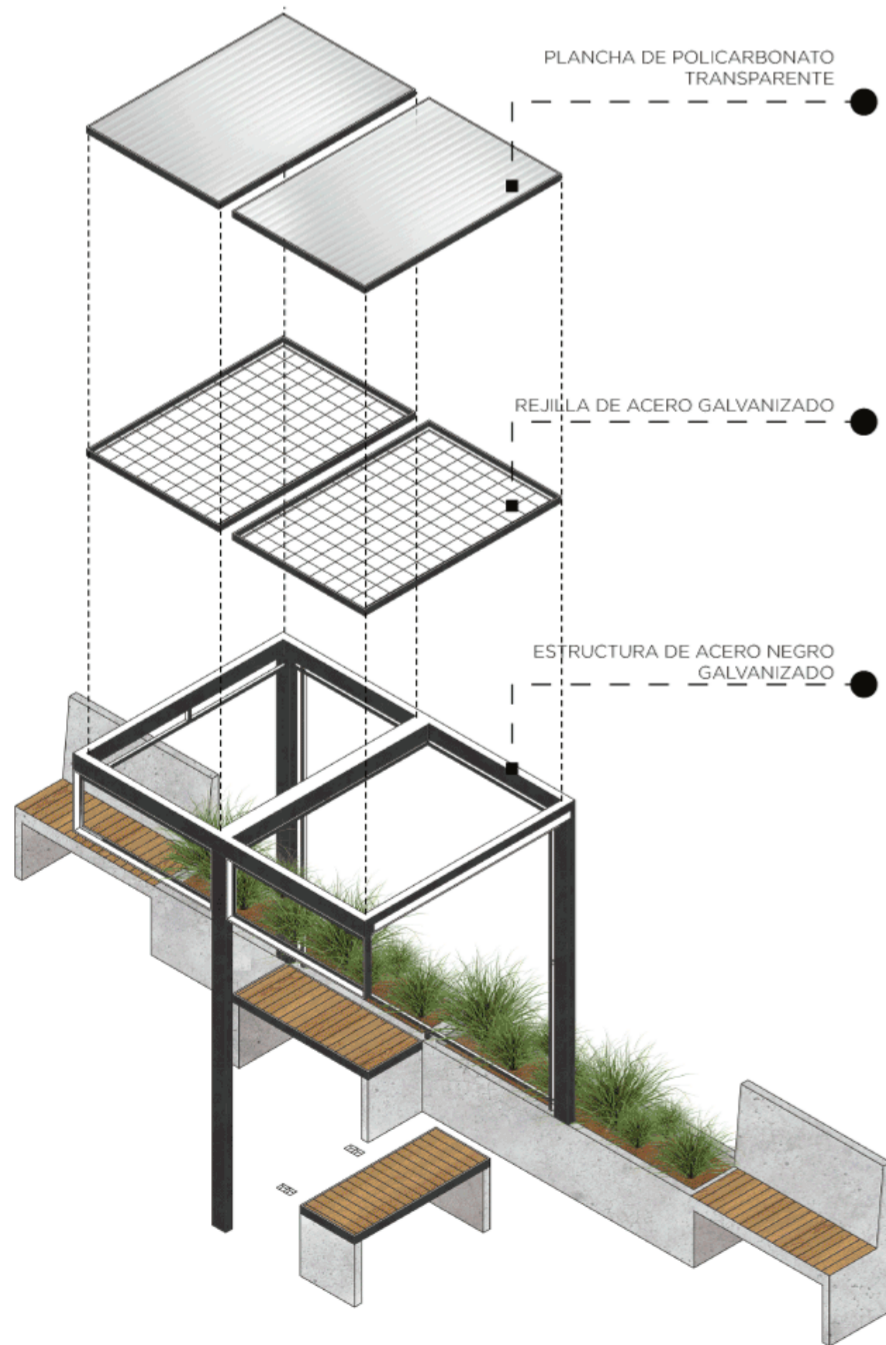 PLANCHA DE POLICARBONATO
TRANSPARENTE
REJILLA DE ACERO GALVANIZADO
ESTRUCTURA DE ACERO NEGRO
GALVANIZADO